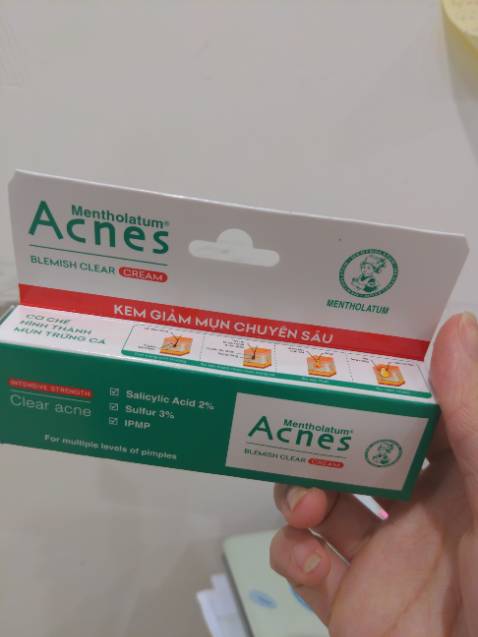 Mentholatum®
Acnes
BLEMISH CLEAR CREAM
MENTHOLATUM
KEM GIẢM MỤN CHUYÊN SÂU
CƠ CHẾ
HÌNH THÀNH
MỤN TRỨNG CÁ
INTENSIVE STRENGTH
Clear acne
☑ Salicylic Acid 2%
☑ Sulfur 3%
☑ IPMP
For multiple levels of pimples
Mentholatum®
Acnes
BLEMISH CLEAR CREAM